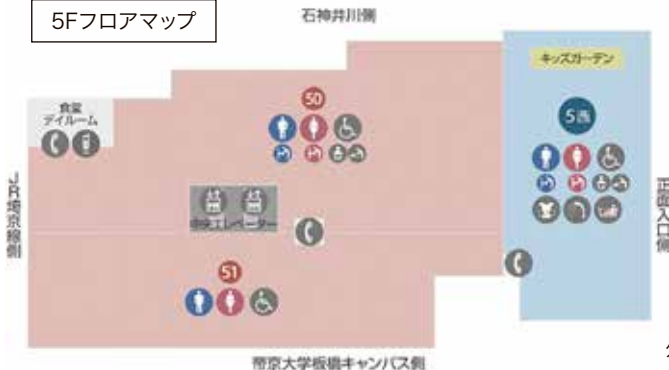 5Fフロアマップ
石神井川側
キッズガーデン
食堂
デイルーム
50
5西
JR埼京線側
中央エレベーター
正面入口側
51
帝京大学板橋キャンパス側